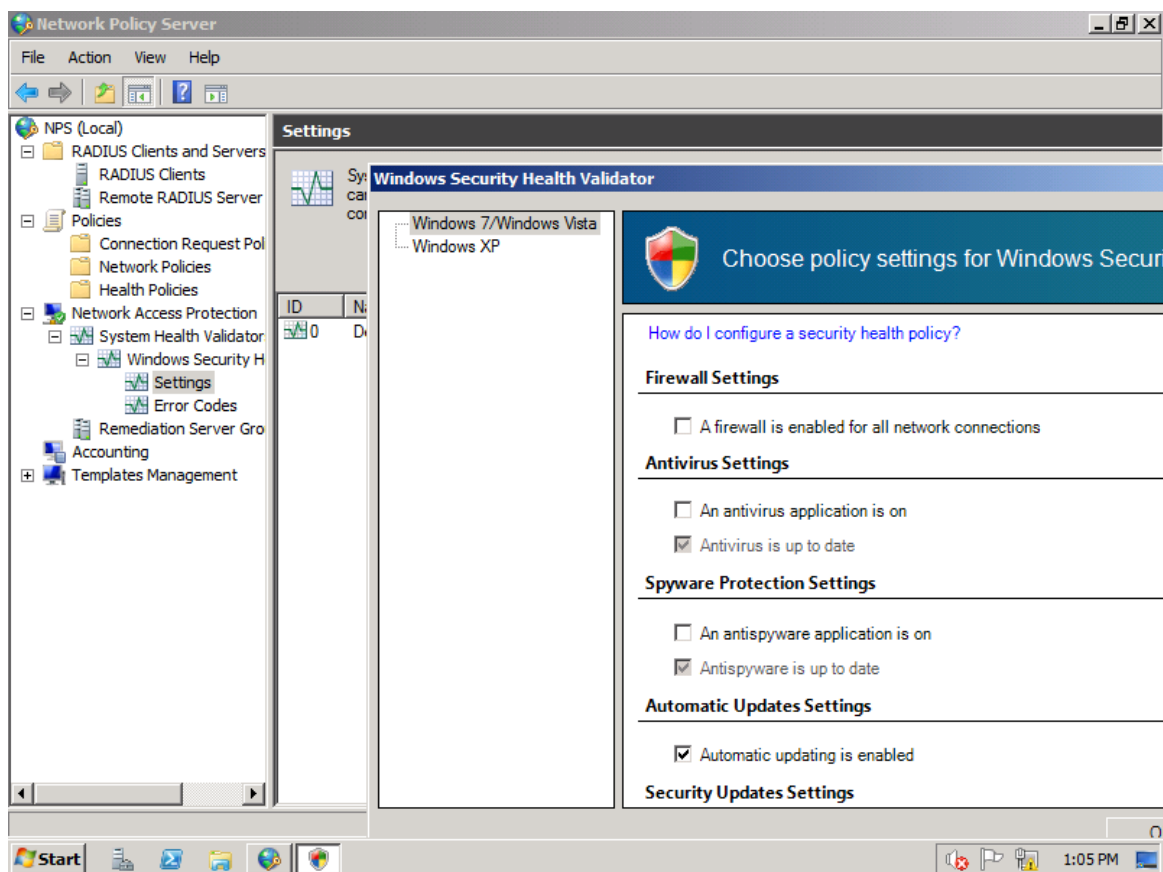 Network Policy Server
File Action View Help
NPS (Local)
RADIUS Clients and Servers
RADIUS Clients
Remote RADIUS Server
Policies
Connection Request Pol
Network Policies
Health Policies
Network Access Protection
System Health Validator
Windows Security H
Settings
Error Codes
Remediation Server Gro
Accounting
Templates Management
Settings
Sy
ca
co
ID N
0 D
Windows Security Health Validator
Windows 7/Windows Vista
Windows XP
Choose policy settings for Windows Secur
How do I configure a security health policy?
Firewall Settings
A firewall is enabled for all network connections
Antivirus Settings
An antivirus application is on
Antivirus is up to date
Spyware Protection Settings
An antispyware application is on
Antispyware is up to date
Automatic Updates Settings
Automatic updating is enabled
Security Updates Settings
O
Start 1:05 PM